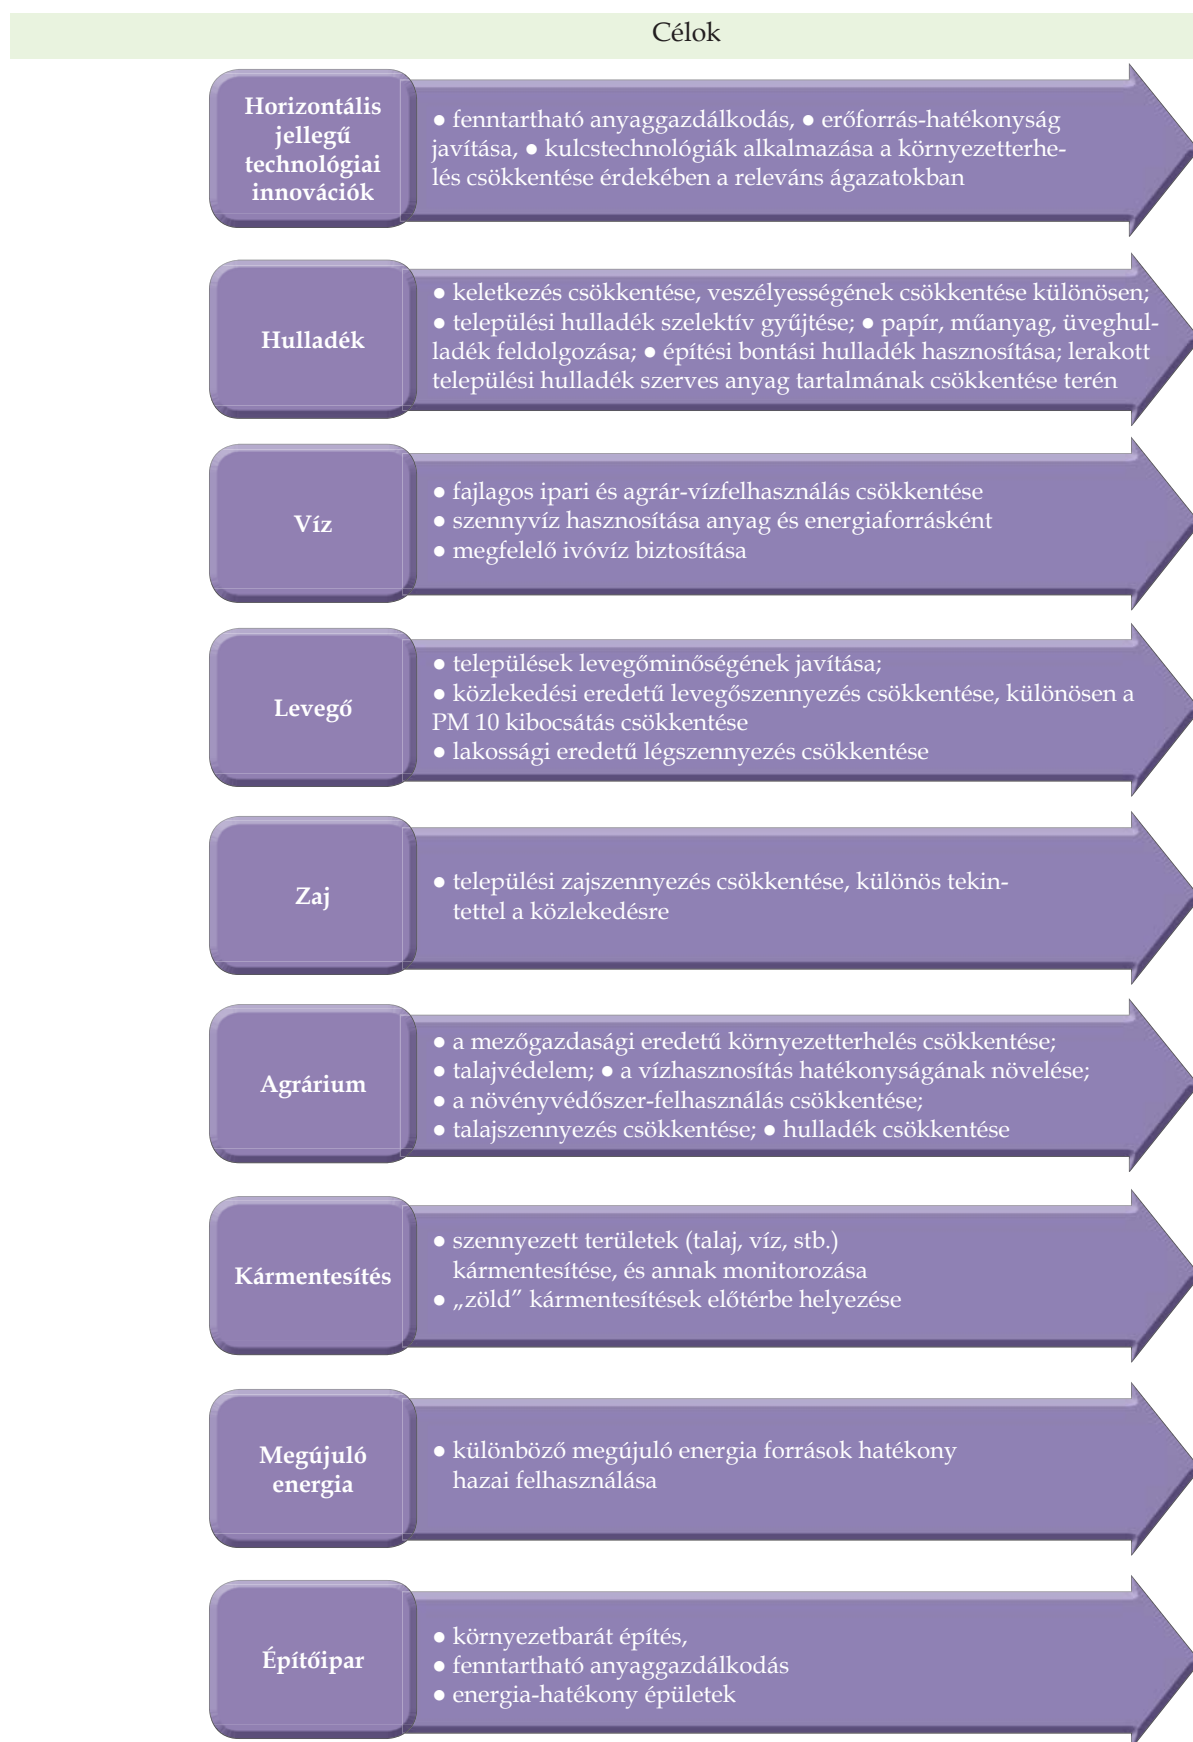 Célok
Horizontális
jellegű
technológiai
innovációk
● fenntartható anyaggazdálkodás, ● erőforrás-hatékonyság
javítása, ● kulcstechnológiák alkalmazása a környezetterhe-
lés csökkentése érdekében a releváns ágazatokban
Hulladék
● keletkezés csökkentése, veszélyességének csökkentése különösen;
● települési hulladék szelektív gyűjtése; ● papír, műanyag, üveghul-
ladék feldolgozása; ● építési bontási hulladék hasznosítása; lerakott
települési hulladék szerves anyag tartalmának csökkentése terén
Víz
● fajlagos ipari és agrár-vízfelhasználás csökkentése
● szennyvíz hasznosítása anyag és energiaforrásként
● megfelelő ivóvíz biztosítása
Levegő
● települések levegőminőségének javítása;
● közlekedési eredetű levegőszennyezés csökkentése, különösen a
PM 10 kibocsátás csökkentése
● lakossági eredetű légszennyezés csökkentése
Zaj
● települési zajszennyezés csökkentése, különös tekin-
tettel a közlekedésre
Agrárium
● a mezőgazdasági eredetű környezetterhelés csökkentése;
● talajvédelem; ● a vízhasznosítás hatékonyságának növelése;
● a növényvédőszer-felhasználás csökkentése;
● talajszennyezés csökkentése; ● hulladék csökkentése
Kármentesítés
● szennyezett területek (talaj, víz, stb.)
kármentesítése, és annak monitorozása
● „zöld” kármentesítések előtérbe helyezése
Megújuló
energia
● különböző megújuló energia források hatékony
hazai felhasználása
Építőipar
● környezetbarát építés,
● fenntartható anyaggazdálkodás
● energia-hatékony épületek